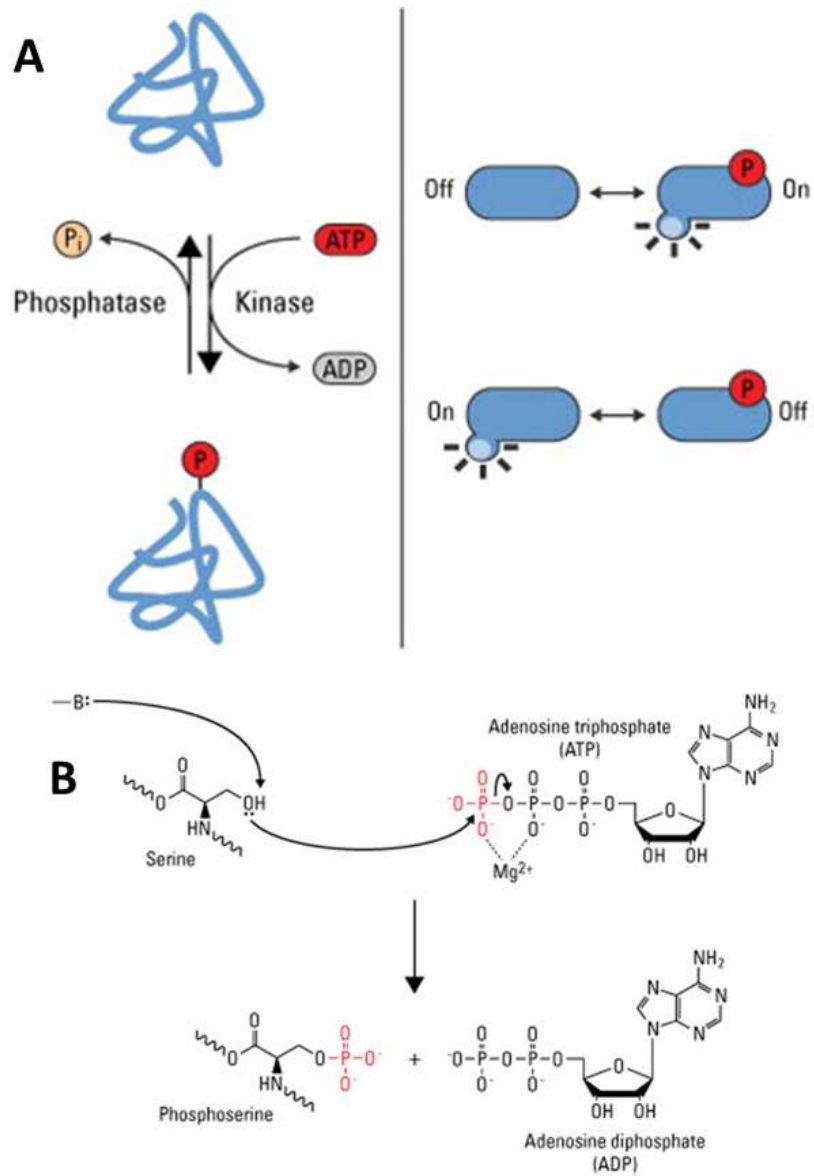 A
Pi
ATP
Phosphatase
Kinase
ADP
P
Off
P
On
On
P
Off
B
—B:
O
O
OH
HN
Serine
Adenosine triphosphate
(ATP)
O O O
-O-P-O-P-O-P-O
O- O- O-
Mg2+
NH2
N
N
N
N
O
OH OH
O
O
O-P-O-
O
O-
HN
Phosphoserine
+
O O
-O-P-O-P-O
O- O-
NH2
N
N
N
N
O
OH OH
Adenosine diphosphate
(ADP)